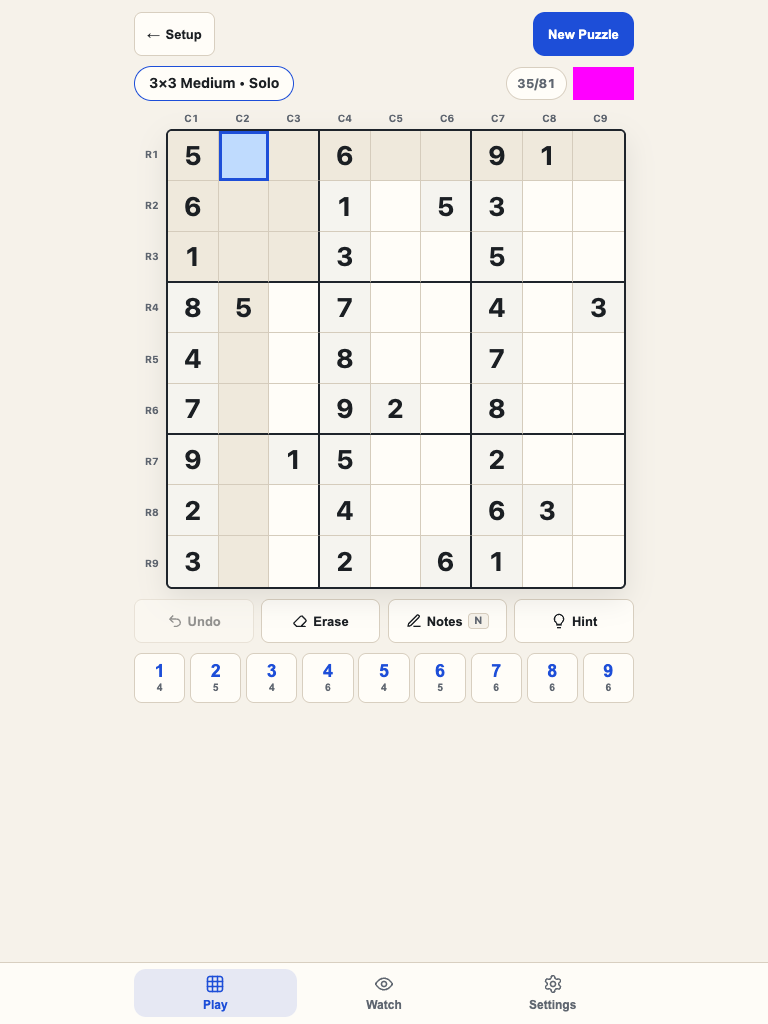 ← Setup
New Puzzle
3×3 Medium • Solo
35/81
C1 C2 C3 C4 C5 C6 C7 C8 C9
R1 5 6 9 1
R2 6 1 5 3
R3 1 3 5
R4 8 5 7 4 3
R5 4 8 7
R6 7 9 2 8
R7 9 1 5 2
R8 2 4 6 3
R9 3 2 6 1
Undo
Erase
Notes N
Hint
1 2 3 4 5 6 7 8 9
4 5 4 6 4 5 6 6 6
Play
Watch
Settings